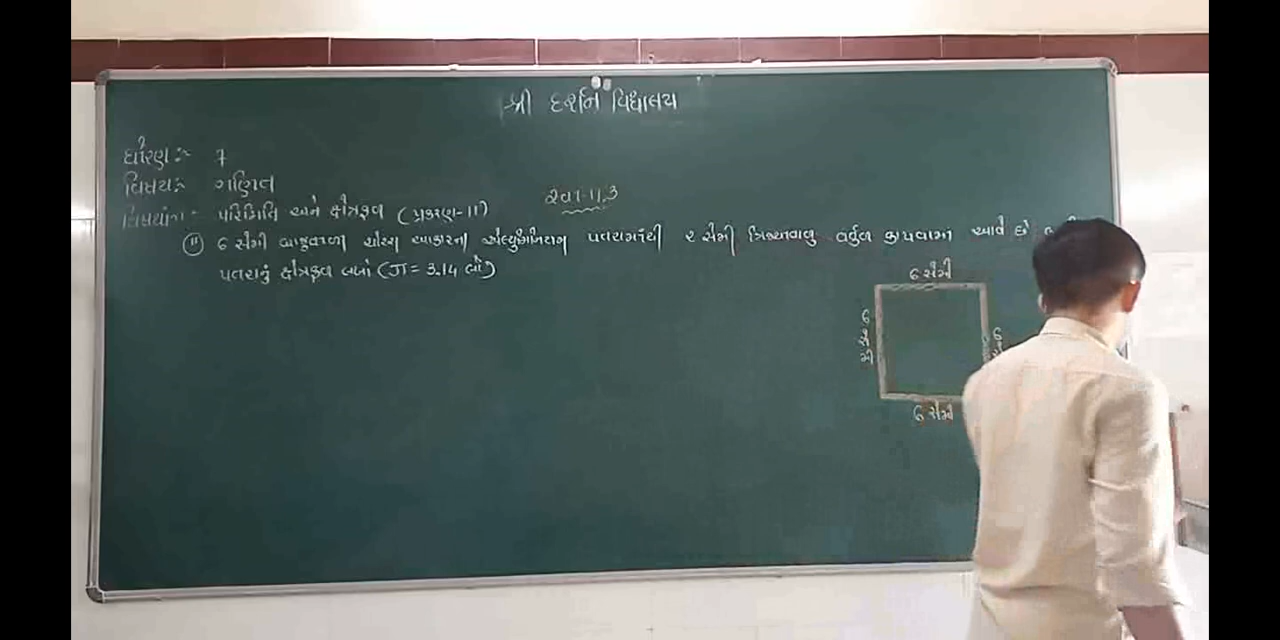 શ્રી દર્શન વિદ્યાલય
ધોરણ :- 7
વિષય :- ગણિત
વિષયાંગ :- પરિમિતિ અને ક્ષેત્રફળ (પ્રકરણ-11)
સ્વા-11.3
(11) 6 સેમી બાજુવાળા ચોરસ આકારના એલ્યુમિનિયમ પતરામાંથી ૨ સેમી ત્રિજ્યાવાળુ વર્તુળ કાપવામાં આવે છે
પતરાનું ક્ષેત્રફળ (π = 3.14 લો)
6 સેમી
6 સેમી
6
6 સેમી